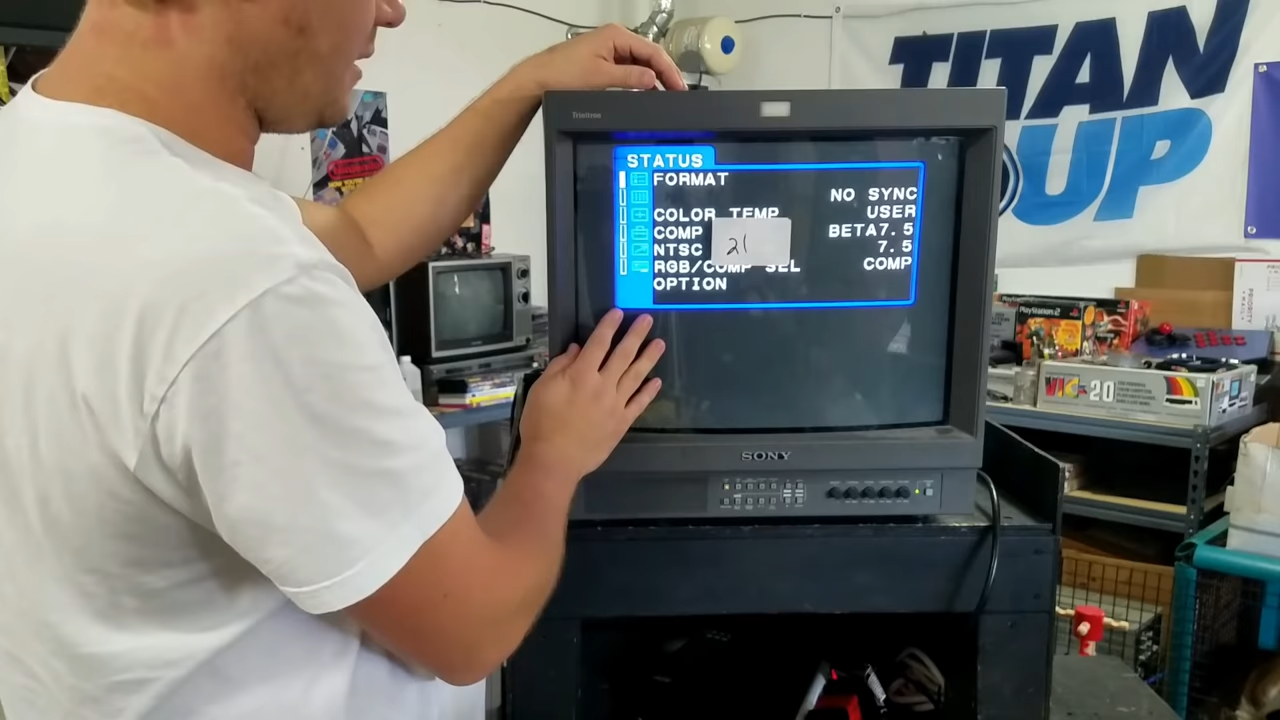 TITAN
UP
Trinitron
STATUS
FORMAT
NO SYNC
COLOR TEMP USER
COMP BETA7.5
NTSC 7.5
RGB/COMP SEL COMP
OPTION
21
SONY
PlayStation 2
VIC-20
PRIORITY